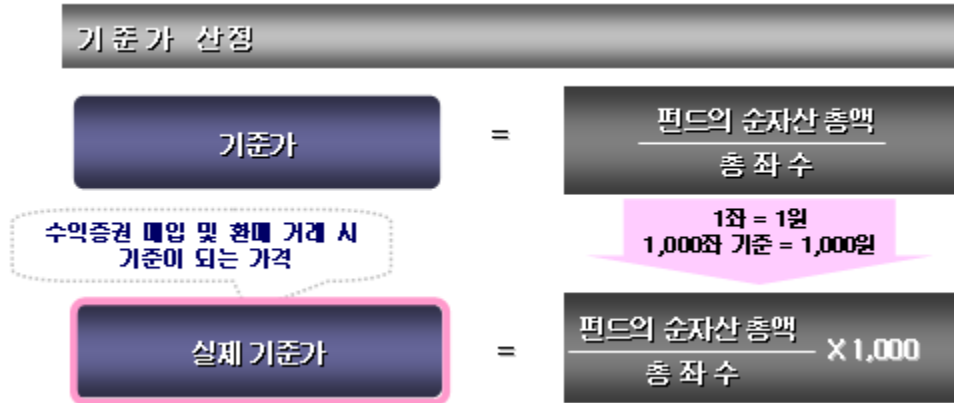 기 준 가 산 정
기준가
=
펀드의 순자산 총액
총 좌 수
수익증권 매입 및 환매 거래 시
기준이 되는 가격
1좌 = 1원
1,000좌 기준 = 1,000원
실제 기준가
=
펀드의 순자산 총액
총 좌 수
X 1,000